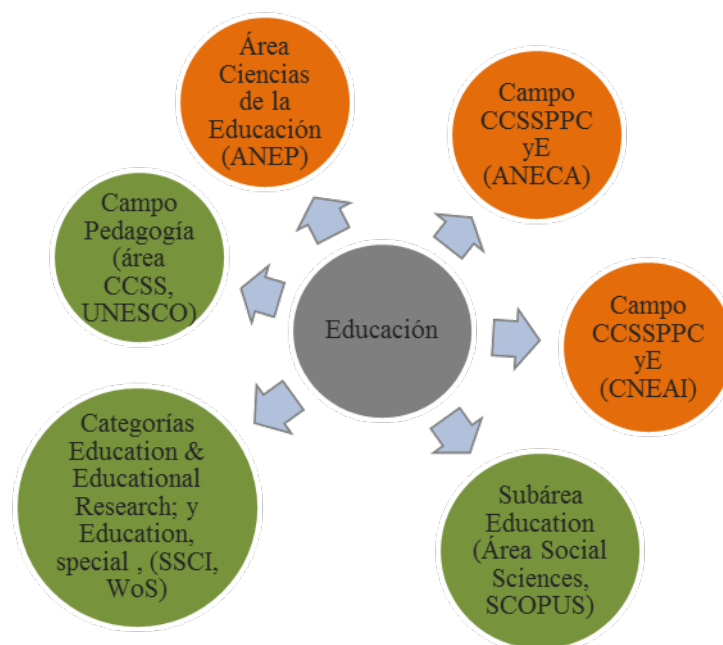 Área
Ciencias
de la
Educación
(ANEP)
Campo
CCSSPPC
yE
(ANECA)
Campo
Pedagogía
(área
CCSS,
UNESCO)
Educación
Campo
CCSSPPC
yE
(CNEAI)
Categorías
Education &
Educational
Research; y
Education,
special , (SSCI,
WoS)
Subárea
Education
(Área Social
Sciences,
SCOPUS)